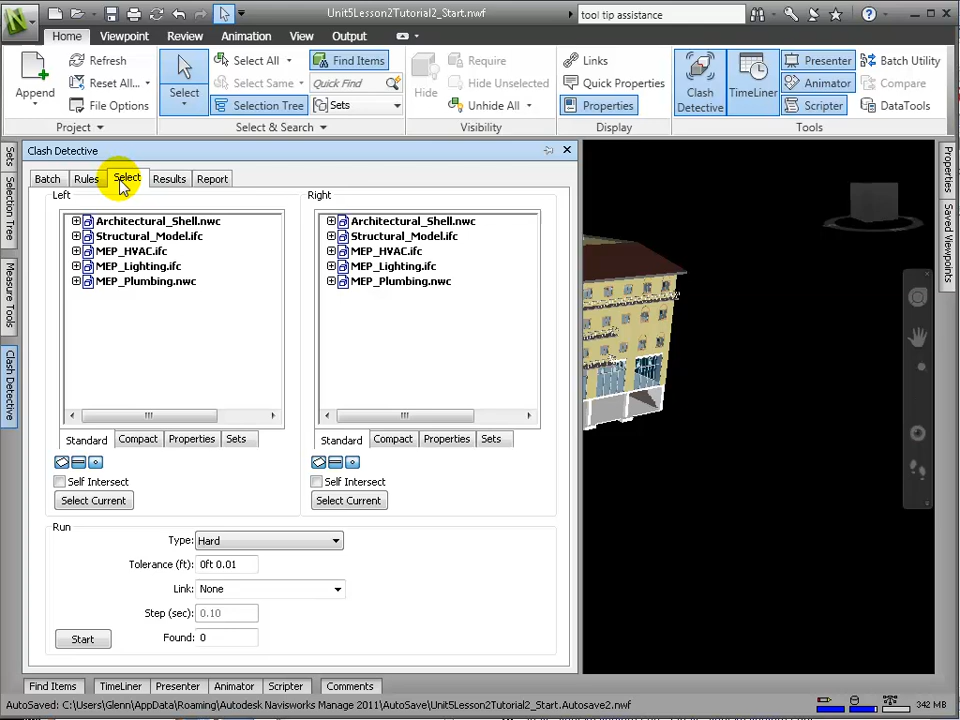 Unit5Lesson2Tutorial2_Start.nwf
tool tip assistance
Home Viewpoint Review Animation View Output
Append
Refresh
Reset All...
File Options
Project
Select
Select All
Select Same
Selection Tree
Find Items
Quick Find
Sets
Select & Search
Hide
Require
Hide Unselected
Unhide All
Visibility
Links
Quick Properties
Properties
Display
Clash
Detective
TimeLiner
Presenter
Animator
Scripter
Batch Utility
Compare
DataTools
Tools
Sets
Selection Tree
Measure Tools
Clash Detective
Clash Detective
Batch Rules Select Results Report
Left
Architectural_Shell.nwc
Structural_Model.ifc
MEP_HVAC.ifc
MEP_Lighting.ifc
MEP_Plumbing.nwc
Standard Compact Properties Sets
Self Intersect
Select Current
Right
Architectural_Shell.nwc
Structural_Model.ifc
MEP_HVAC.ifc
MEP_Lighting.ifc
MEP_Plumbing.nwc
Standard Compact Properties Sets
Self Intersect
Select Current
Run
Type: Hard
Tolerance (ft): 0ft 0.01
Link: None
Step (sec): 0.10
Start
Found: 0
Properties
Saved Viewpoints
Find Items TimeLiner Presenter Animator Scripter Comments
AutoSaved: C:\Users\Glenn\AppData\Roaming\Autodesk Navisworks Manage 2011\AutoSave\Unit5Lesson2Tutorial2_Start.Autosave2.nwf
342 MB